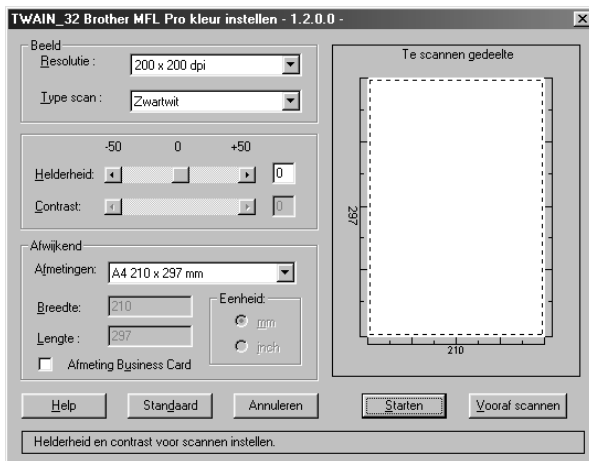 TWAIN_32 Brother MFL Pro kleur instellen - 1.2.0.0 -
Beeld
Resolutie :
200 x 200 dpi
Type scan :
Zwartwit
-50 0 +50
Helderheid:
0
Contrast:
0
Afwijkend
Afmetingen:
A4 210 x 297 mm
Breedte:
210
Lengte :
297
Eenheid:
mm
inch
Afmeting Business Card
Te scannen gedeelte
297
210
Help
Standaard
Annuleren
Starten
Vooraf scannen
Helderheid en contrast voor scannen instellen.